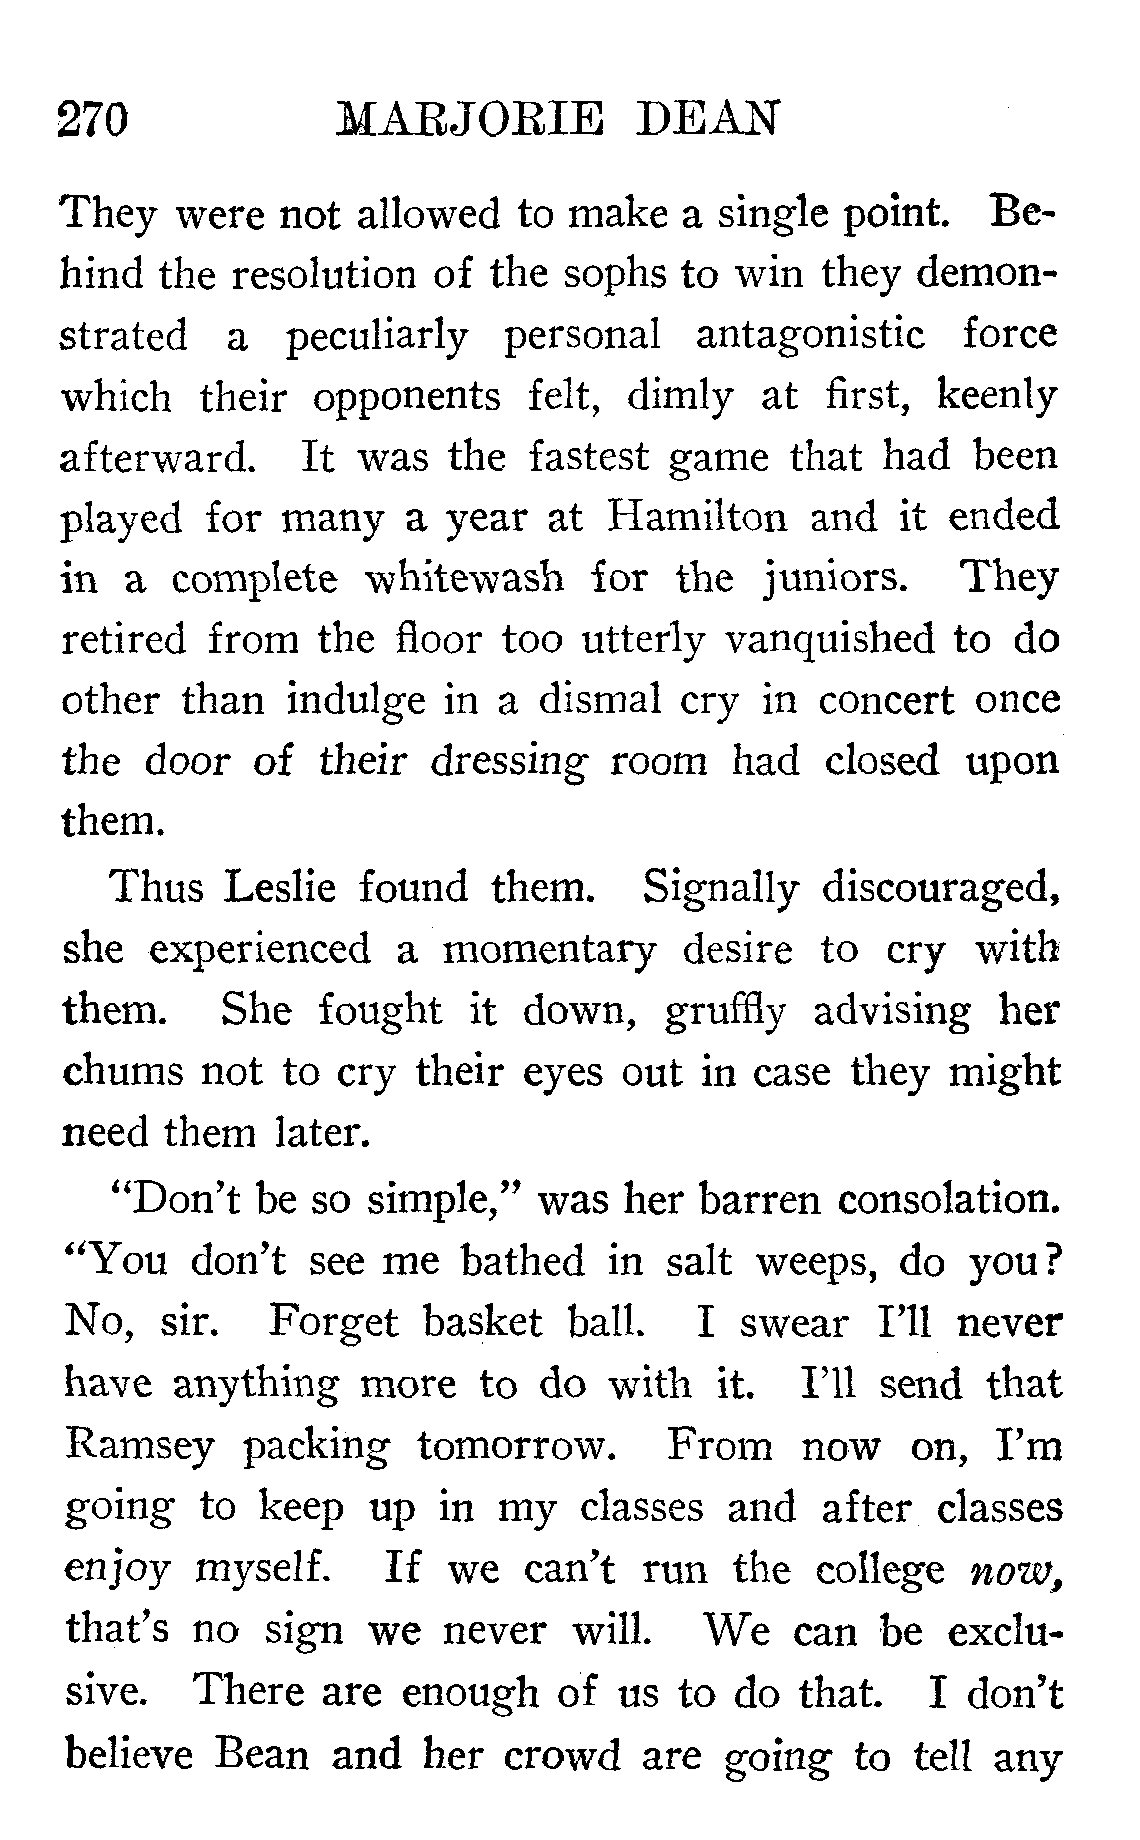 270 MARJORIE DEAN
They were not allowed to make a single point. Be-
hind the resolution of the sophs to win they demon-
strated a peculiarly personal antagonistic force
which their opponents felt, dimly at first, keenly
afterward. It was the fastest game that had been
played for many a year at Hamilton and it ended
in a complete whitewash for the juniors. They
retired from the floor too utterly vanquished to do
other than indulge in a dismal cry in concert once
the door of their dressing room had closed upon
them.
Thus Leslie found them. Signally discouraged,
she experienced a momentary desire to cry with
them. She fought it down, gruffly advising her
chums not to cry their eyes out in case they might
need them later.
“Don’t be so simple,” was her barren consolation.
“You don’t see me bathed in salt weeps, do you?
No, sir. Forget basket ball. I swear I’ll never
have anything more to do with it. I’ll send that
Ramsey packing tomorrow. From now on, I’m
going to keep up in my classes and after classes
enjoy myself. If we can’t run the college now,
that’s no sign we never will. We can be exclu-
sive. There are enough of us to do that. I don’t
believe Bean and her crowd are going to tell any